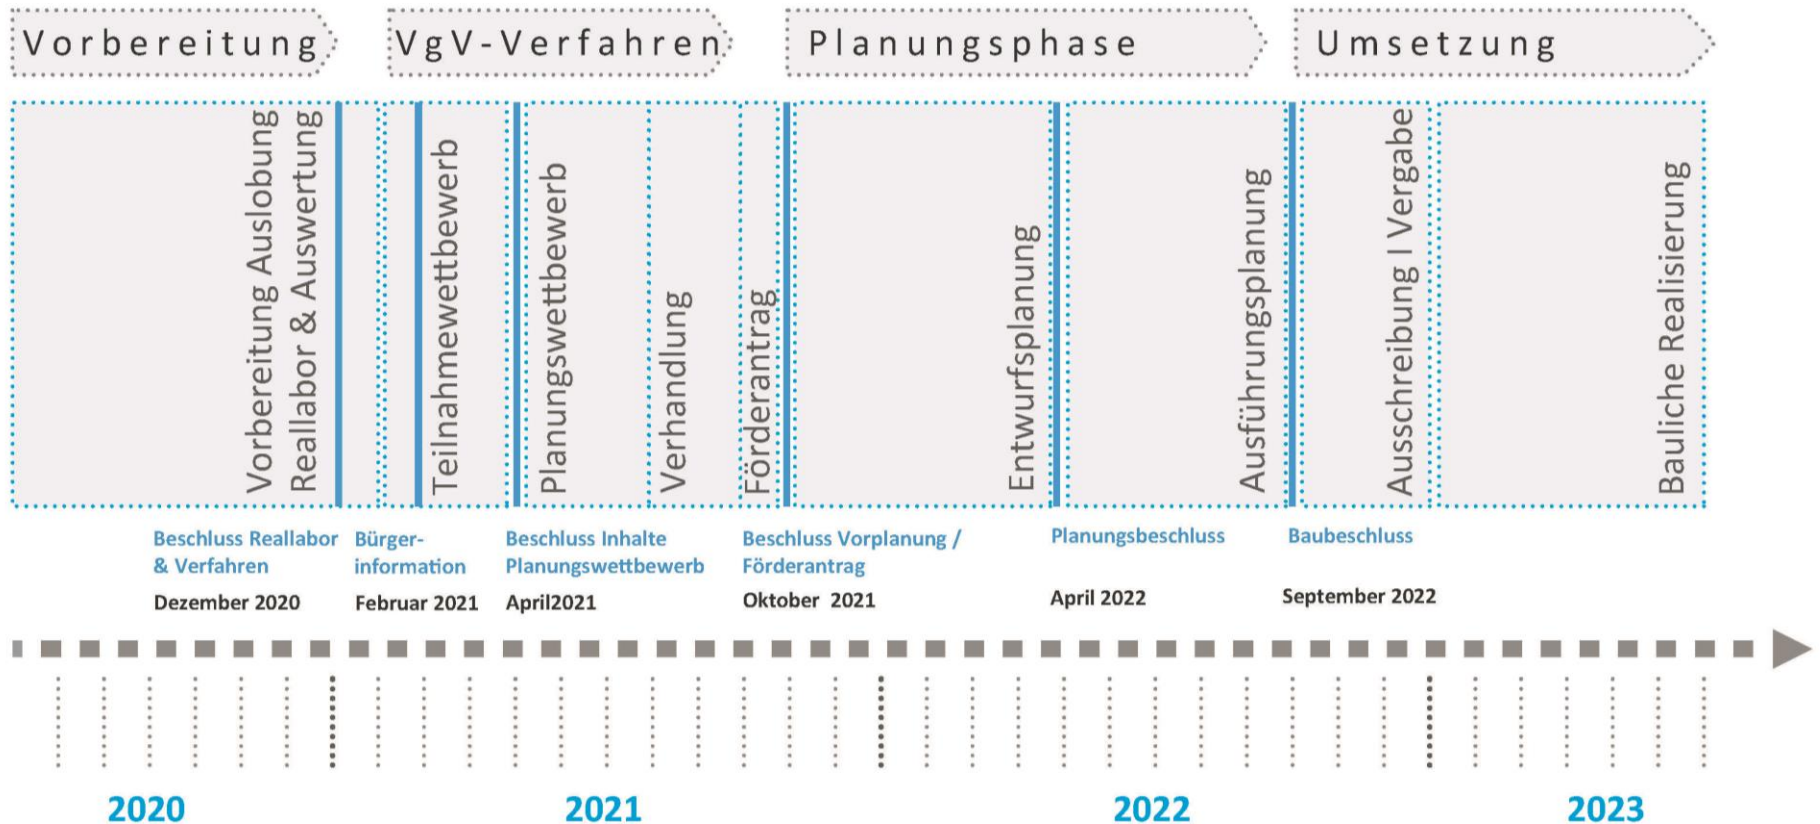 Vorbereitung
VgV-Verfahren
Planungsphase
Umsetzung
Vorbereitung Auslobung
Reallabor & Auswertung
Teilnahmewettbewerb
Planungswettbewerb
Verhandlung
Förderantrag
Entwurfsplanung
Ausführungsplanung
Ausschreibung I Vergabe
Bauliche Realisierung
Beschluss Reallabor
& Verfahren
Dezember 2020
Bürger-
information
Februar 2021
Beschluss Inhalte
Planungswettbewerb
April2021
Beschluss Vorplanung /
Förderantrag
Oktober 2021
Planungsbeschluss
April 2022
Baubeschluss
September 2022
2020
2021
2022
2023